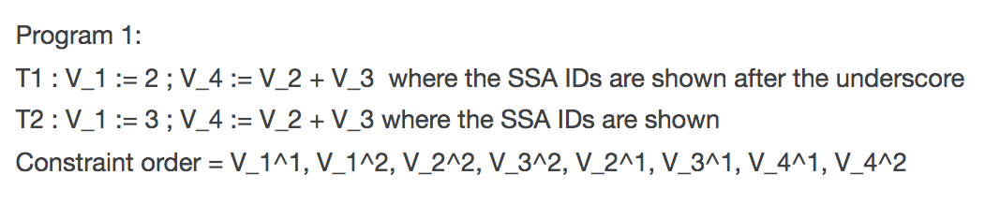 Program 1:
T1 : V_1 := 2 ; V_4 := V_2 + V_3 where the SSA IDs are shown after the underscore
T2 : V_1 := 3 ; V_4 := V_2 + V_3 where the SSA IDs are shown
Constraint order = V_1^1, V_1^2, V_2^2, V_3^2, V_2^1, V_3^1, V_4^1, V_4^2